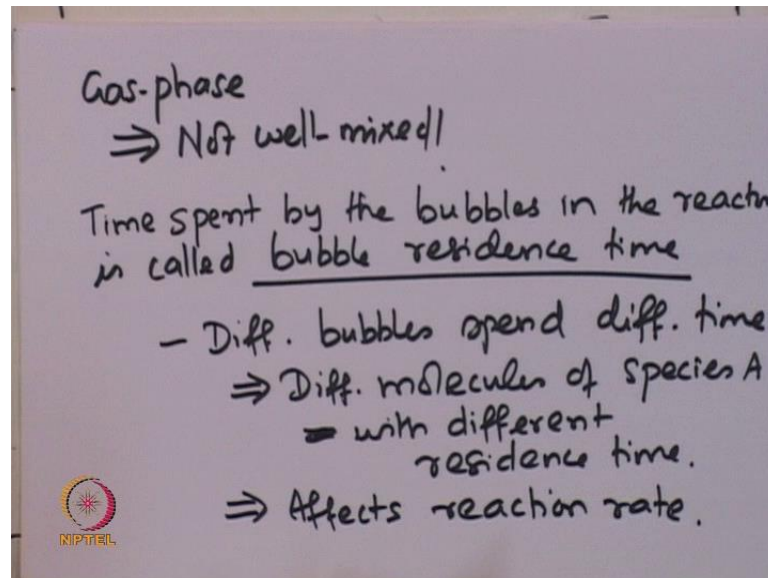 Gas-phase
⇒ Not well-mixed!
Time spent by the bubbles in the reactn
is called bubble residence time
- Diff. bubbles spend diff. time
⇒ Diff. molecules of species A
- with different
residence time.
⇒ Affects reaction rate.
NPTEL